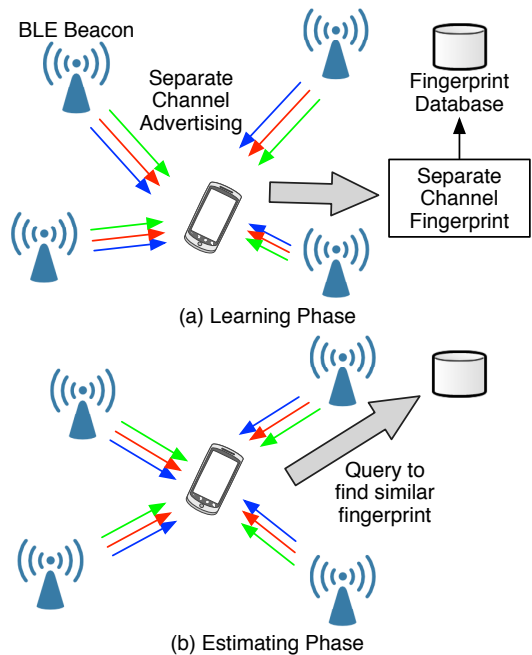 BLE Beacon
Separate
Channel
Advertising
Fingerprint
Database
Separate
Channel
Fingerprint
(a) Learning Phase
Query to
find similar
fingerprint
(b) Estimating Phase